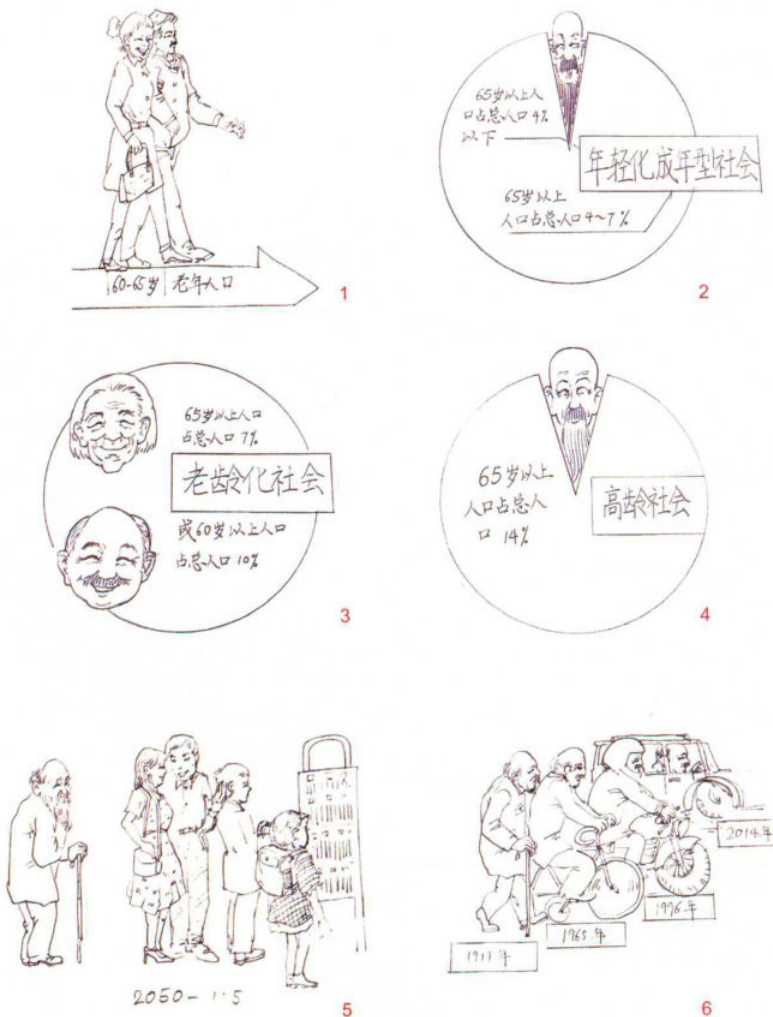 60-65岁 老年人口
1
65岁以上人
口占总人口4%
以下
年轻化成年型社会
65岁以上
人口占总人口4~7%
2
65岁以上人口
占总人口7%
老龄化社会
或60岁以上人口
占总人口10%
3
65岁以上
人口占总人
口14%
高龄社会
4
2050-1:5
5
2014年
1996年
1965年
1917年
6